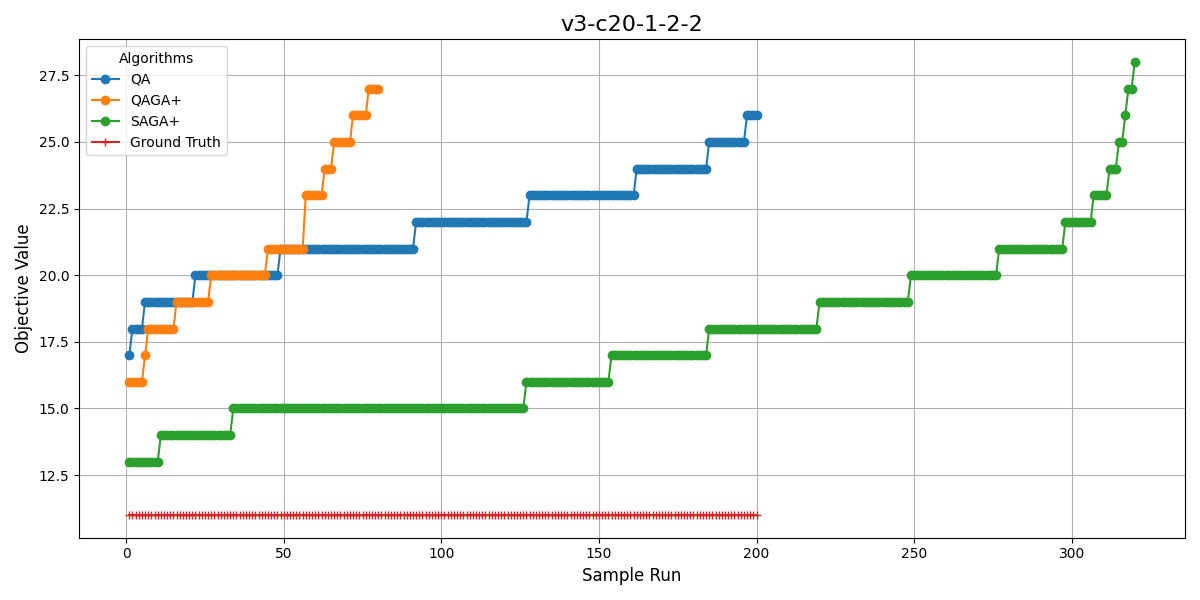 v3-c20-1-2-2
Algorithms
QA
QAGA+
SAGA+
Ground Truth
Objective Value
27.5
25.0
22.5
20.0
17.5
15.0
12.5
0 50 100 150 200 250 300
Sample Run